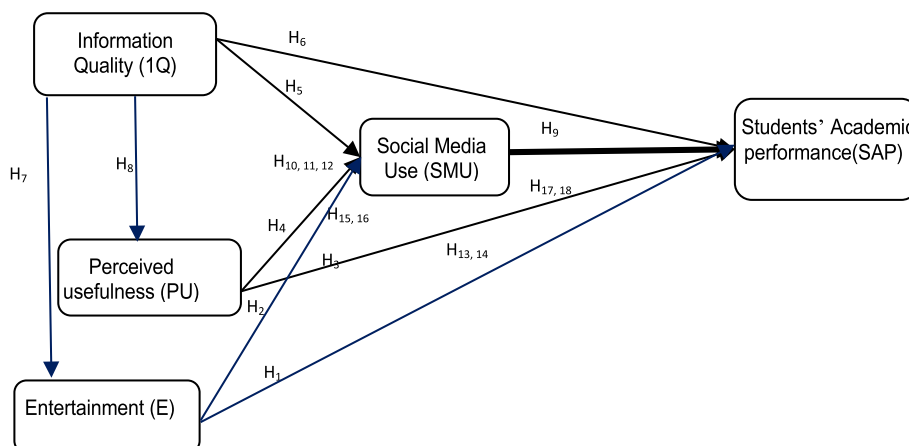 Information
Quality (1Q)
H6
H5
H9
Students’ Academic
performance(SAP)
Social Media
Use (SMU)
H10, 11, 12
H7
H8
H17, 18
H4
H15, 16
H3
H13, 14
Perceived
usefulness (PU)
H2
H1
Entertainment (E)